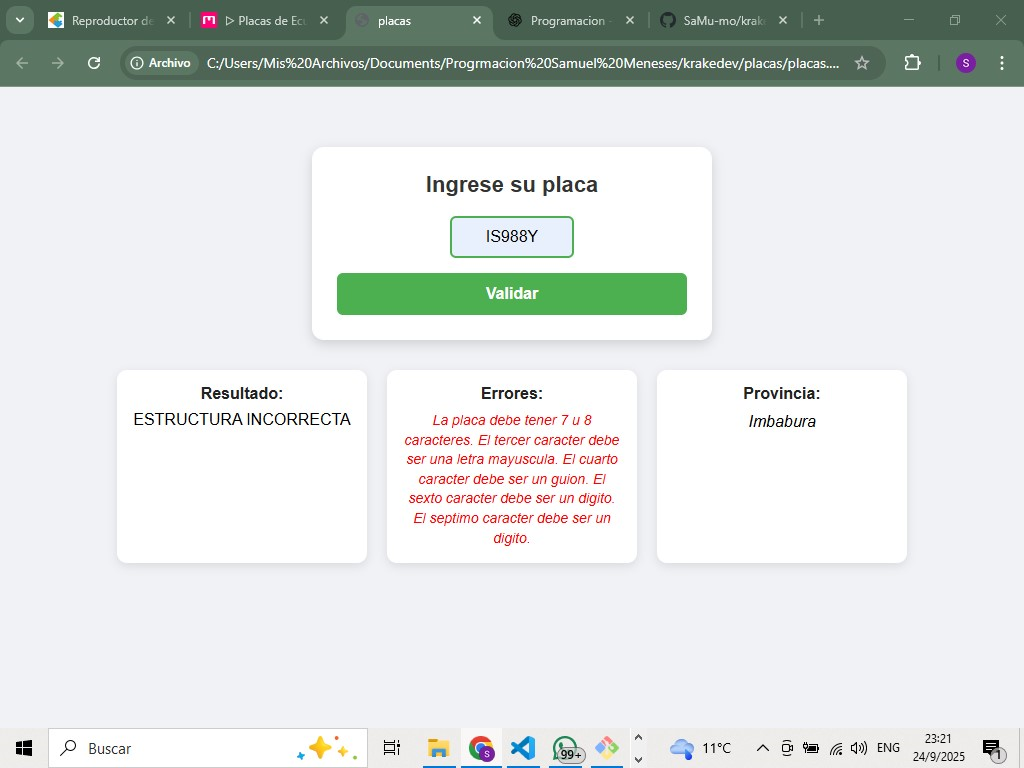 Reproductor de
▷ Placas de Ecu
placas
Programacion
SaMu-mo/krake
Archivo
C:/Users/Mis%20Archivos/Documents/Progrmacion%20Samuel%20Meneses/krakedev/placas/placas....
S
Ingrese su placa
IS988Y
Validar
Resultado:
ESTRUCTURA INCORRECTA
Errores:
La placa debe tener 7 u 8
caracteres. El tercer caracter debe
ser una letra mayuscula. El cuarto
caracter debe ser un guion. El
sexto caracter debe ser un digito.
El septimo caracter debe ser un
digito.
Provincia:
Imbabura
Buscar
S
99+
11°C
ENG
23:21
24/9/2025
1